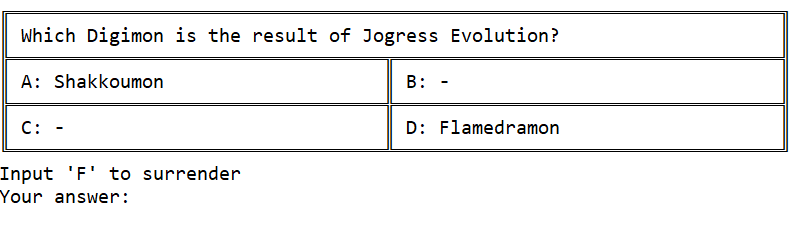 Which Digimon is the result of Jogress Evolution?
A: Shakkoumon
B: -
C: -
D: Flamedramon
Input 'F' to surrender
Your answer: